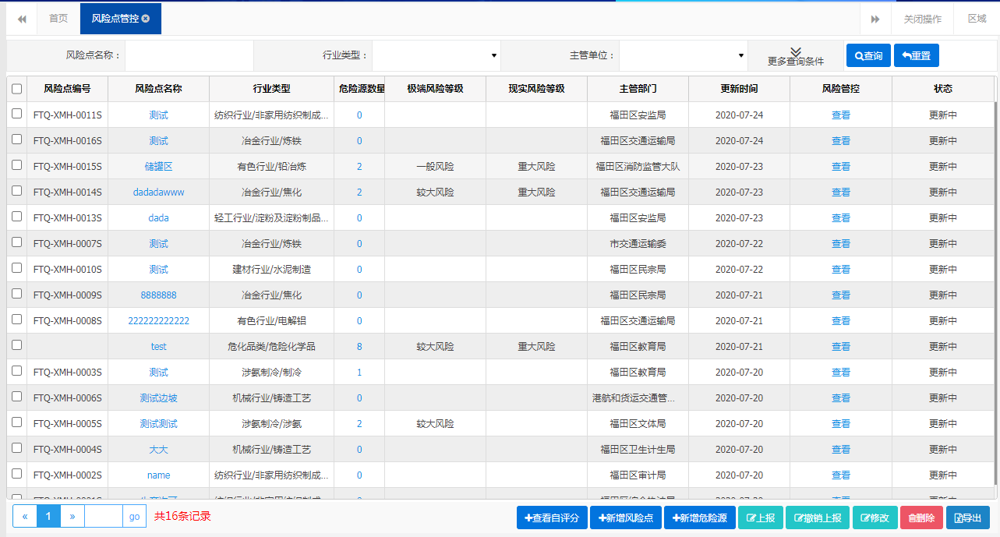 首页 风险点管控 关闭操作 区域
风险点名称： 行业类型： 主管单位： 更多查询条件 查询 重置
风险点编号 风险点名称 行业类型 危险源数量 极端风险等级 现实风险等级 主管部门 更新时间 风险管控 状态
FTQ-XMH-0011S 测试 纺织行业/非家用纺织制成... 0 福田区安监局 2020-07-24 查看 更新中
FTQ-XMH-0016S 测试 冶金行业/炼铁 0 福田区交通运输局 2020-07-24 查看 更新中
FTQ-XMH-0015S 储罐区 有色行业/铅冶炼 2 一般风险 重大风险 福田区消防监管大队 2020-07-23 查看 更新中
FTQ-XMH-0014S dadadawww 冶金行业/焦化 2 较大风险 重大风险 福田区交通运输局 2020-07-23 查看 更新中
FTQ-XMH-0013S dada 轻工行业/淀粉及淀粉制品... 0 福田区安监局 2020-07-23 查看 更新中
FTQ-XMH-0007S 测试 冶金行业/炼铁 0 市交通运输委 2020-07-22 查看 更新中
FTQ-XMH-0010S 测试 建材行业/水泥制造 0 福田区民宗局 2020-07-22 查看 更新中
FTQ-XMH-0009S 8888888 冶金行业/焦化 0 福田区民宗局 2020-07-21 查看 更新中
FTQ-XMH-0008S 222222222222 有色行业/电解铝 0 福田区交通运输局 2020-07-21 查看 更新中
test 危化品类/危险化学品 8 较大风险 重大风险 福田区教育局 2020-07-21 查看 更新中
FTQ-XMH-0003S 测试 涉氨制冷/制冷 1 福田区教育局 2020-07-20 查看 更新中
FTQ-XMH-0006S 测试边坡 机械行业/铸造工艺 0 港航和货运交通管... 2020-07-20 查看 更新中
FTQ-XMH-0005S 测试测试 涉氨制冷/涉氨 2 较大风险 福田区文体局 2020-07-20 查看 更新中
FTQ-XMH-0004S 大大 机械行业/铸造工艺 0 福田区卫生计生局 2020-07-20 查看 更新中
FTQ-XMH-0002S name 纺织行业/非家用纺织制成... 0 福田区审计局 2020-07-20 查看 更新中
« 1 » go 共16条记录 查看自评分 新增风险点 新增危险源 上报 撤销上报 修改 删除 导出